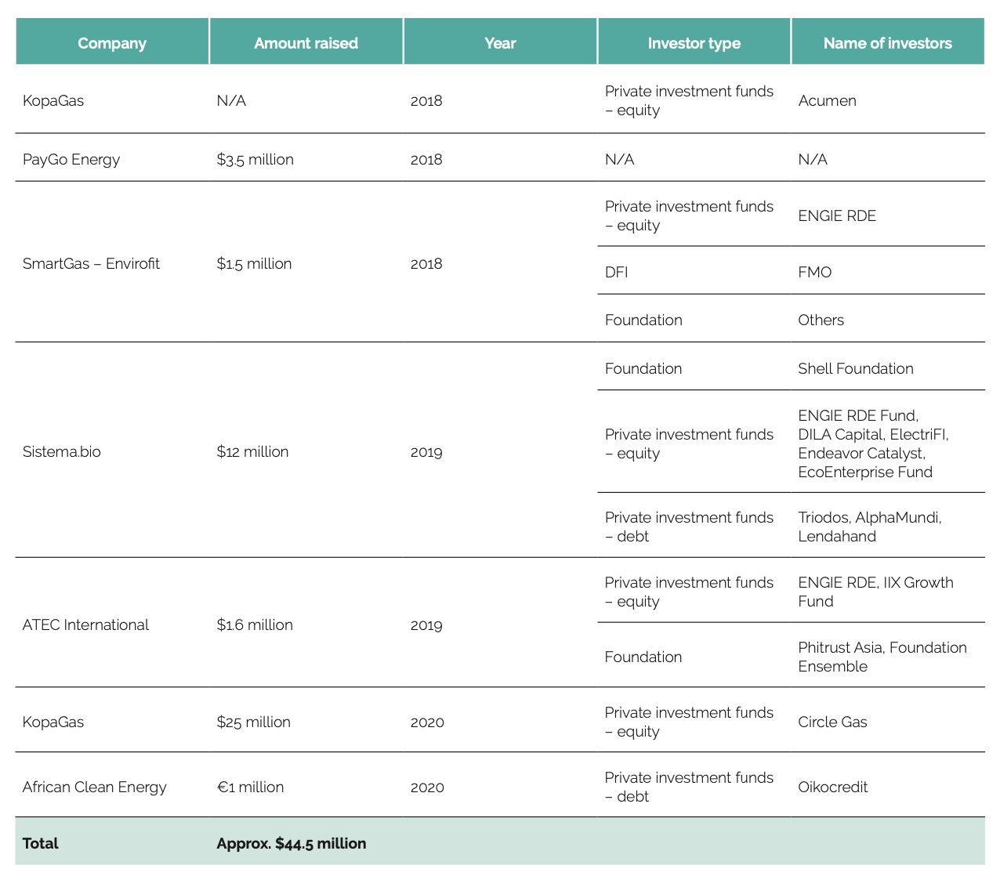 Company Amount raised Year Investor type Name of investors
KopaGas N/A 2018 Private investment funds – equity Acumen
PayGo Energy $3.5 million 2018 N/A N/A
SmartGas – Envirofit $1.5 million 2018
Private investment funds
– equity
ENGIE RDE
DFI FMO
Foundation Others
Sistema.bio $12 million 2019
Foundation Shell Foundation
Private investment funds
– equity
ENGIE RDE Fund,
DILA Capital, ElectriFI,
Endeavor Catalyst,
EcoEnterprise Fund
Private investment funds
– debt
Triodos, AlphaMundi,
Lendahand
ATEC International $1.6 million 2019
Private investment funds
– equity
ENGIE RDE, IIX Growth
Fund
Foundation
Phitrust Asia, Foundation
Ensemble
KopaGas $25 million 2020
Private investment funds
– equity
Circle Gas
African Clean Energy €1 million 2020
Private investment funds
– debt
Oikocredit
Total Approx. $44.5 million